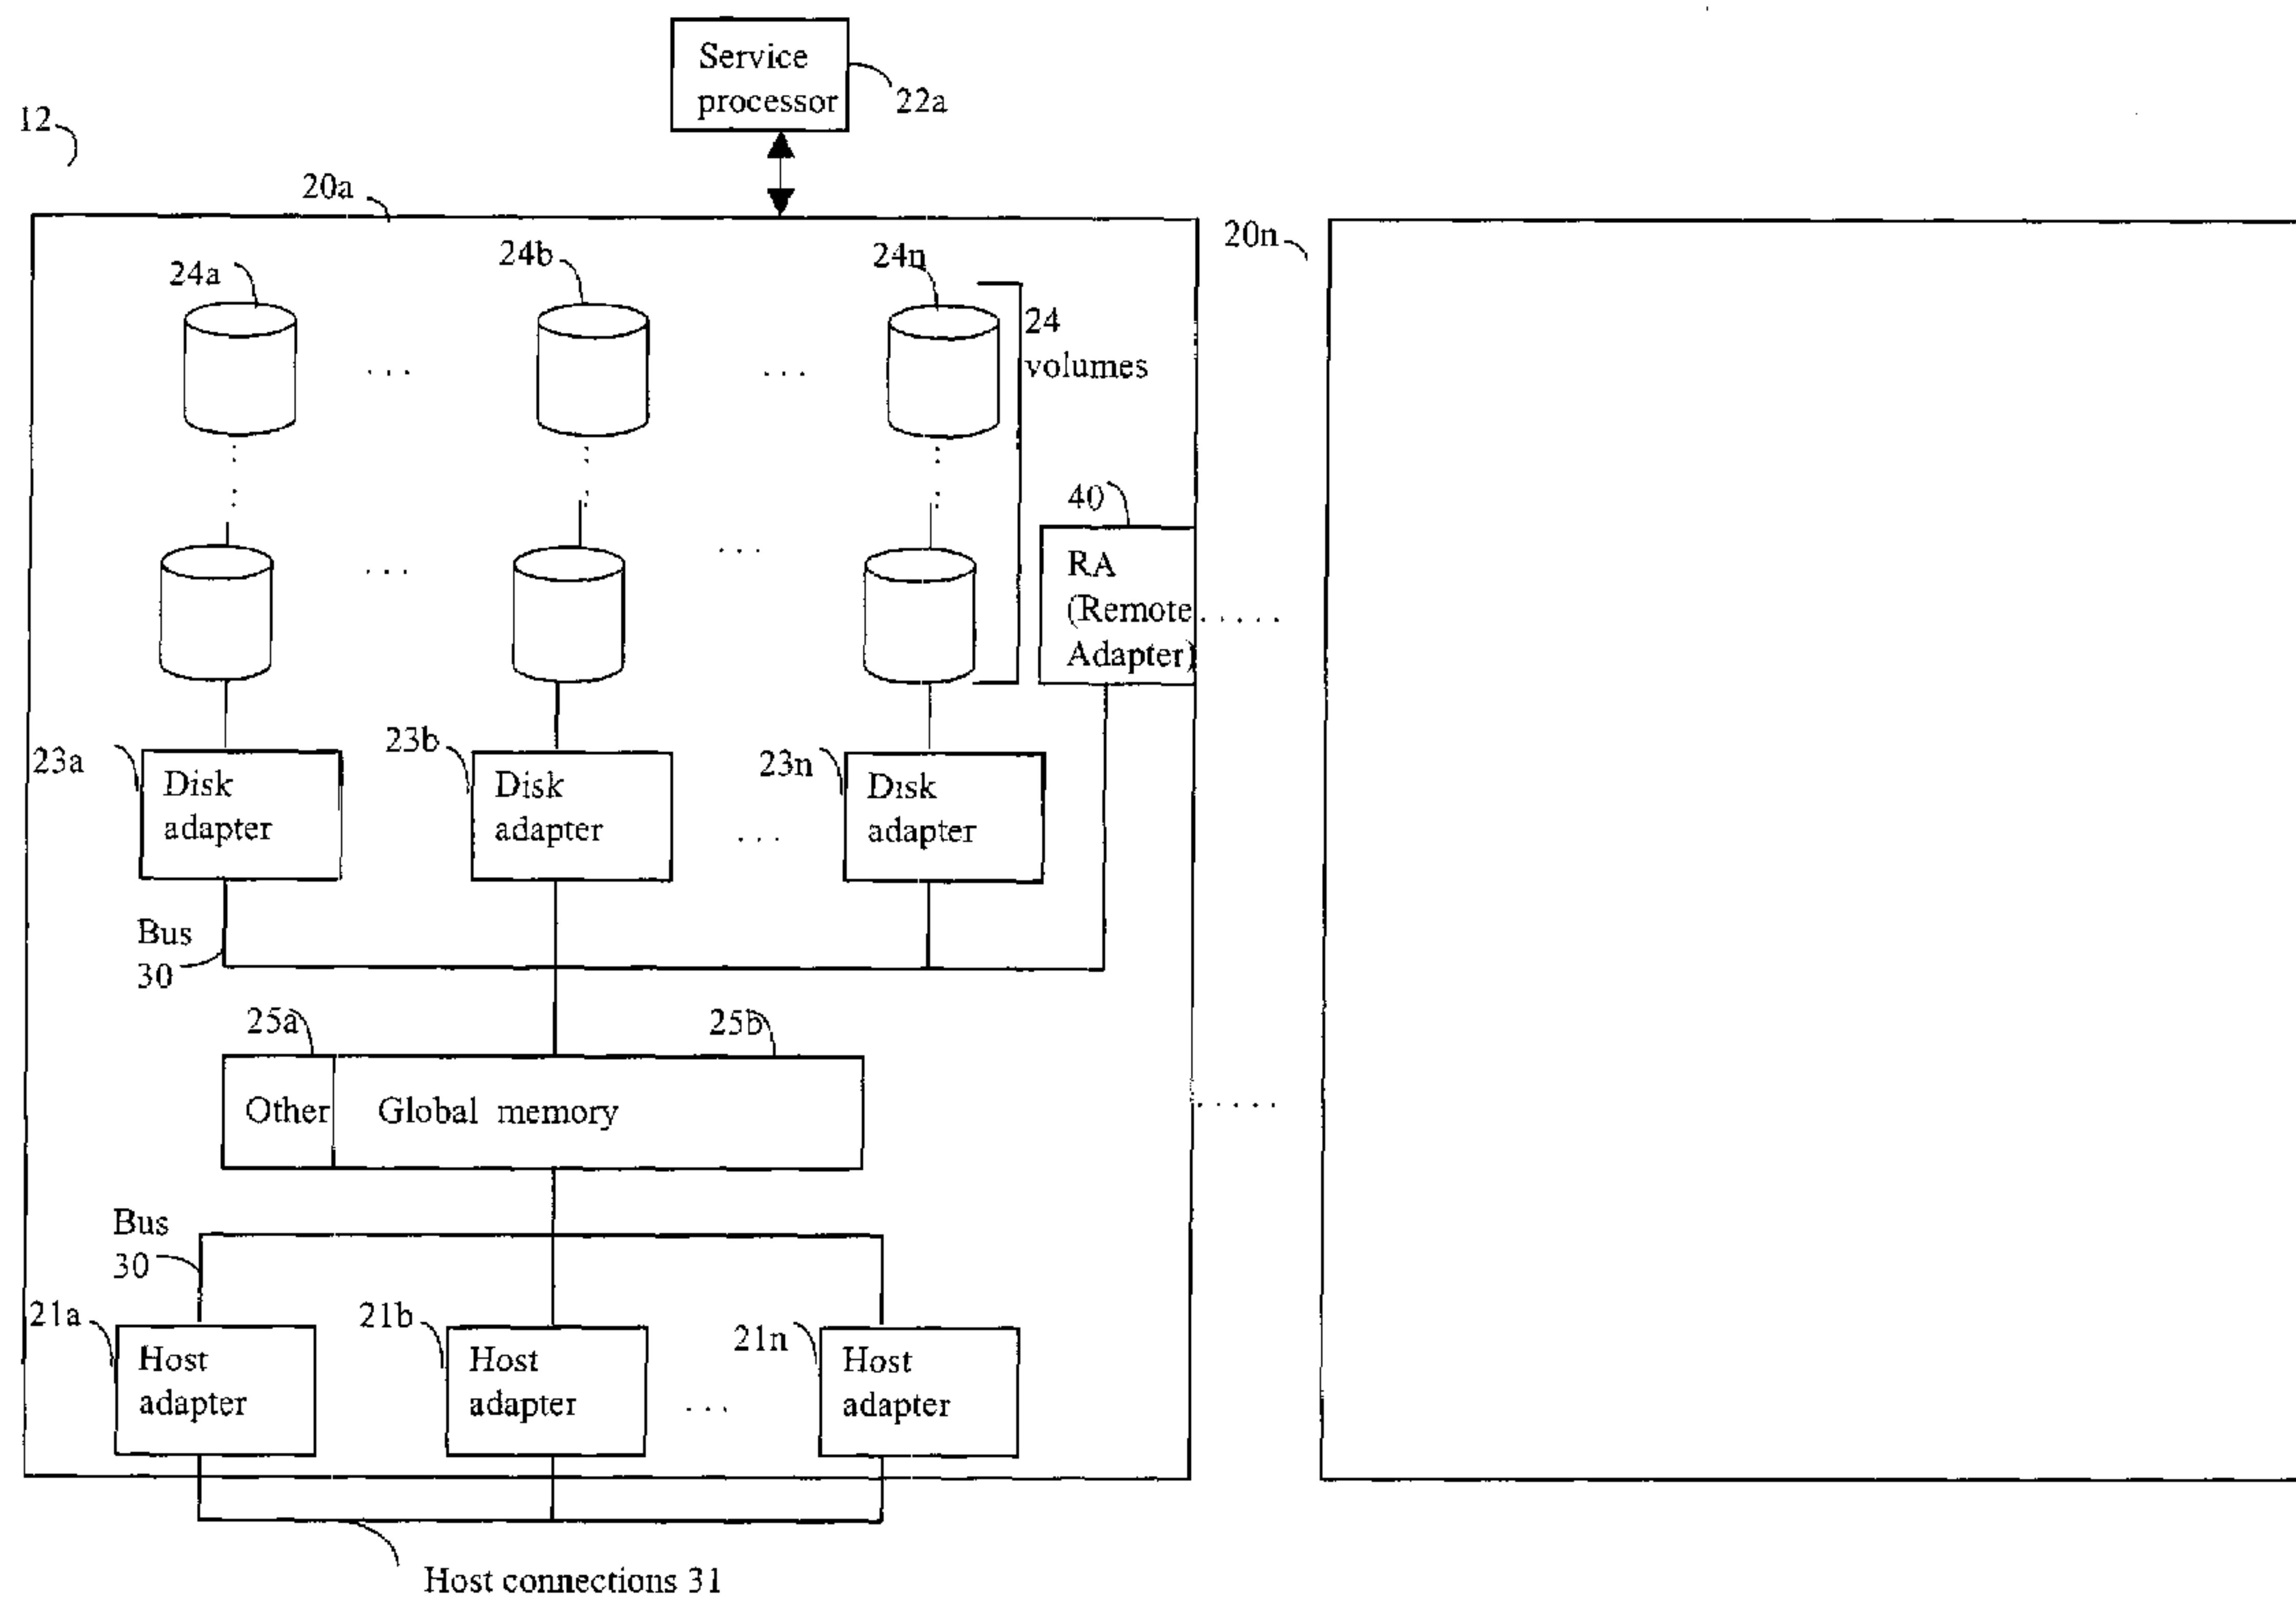 Service
processor
22a
12
20a
20n
24a
24b
24n
24
volumes
. . .
. . .
40
RA
(Remote
Adapter)
. . . . .
. . .
. . .
23a
Disk
adapter
23b
Disk
adapter
. . .
23n
Disk
adapter
Bus
30
25a
25b
Other
Global memory
. . . . .
Bus
30
21a
Host
adapter
21b
Host
adapter
. . .
21n
Host
adapter
Host connections 31